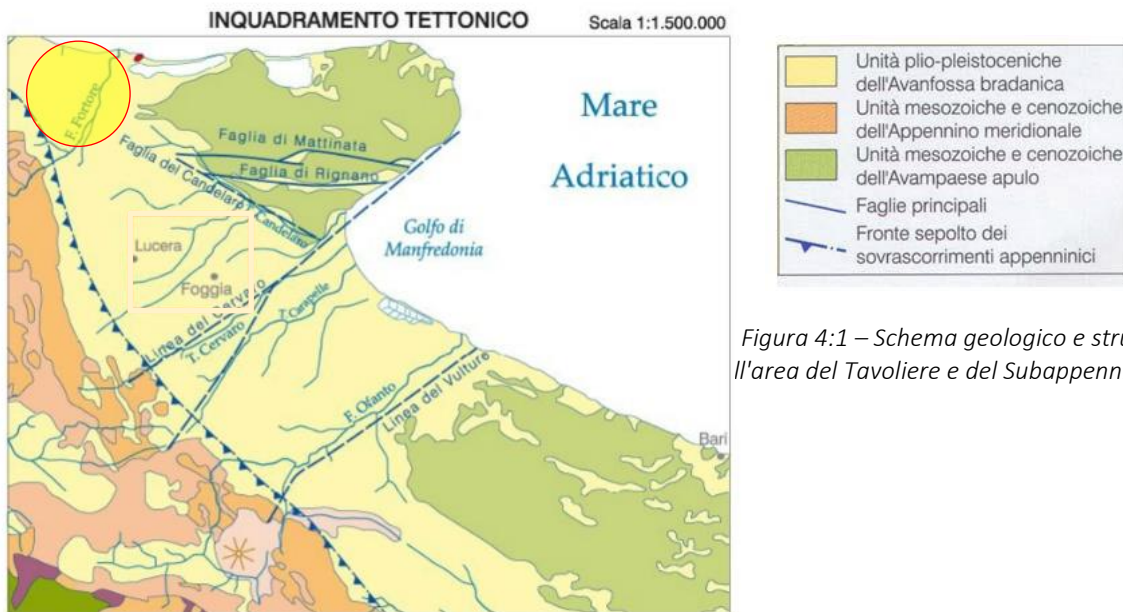 INQUADRAMENTO TETTONICO
Scala 1:1.500.000
F. Fortore
Faglia di Mattinata
Faglia di Rignano
Faglia del Candelaro
T. Candelaro
Mare
Adriatico
Golfo di
Manfredonia
Lucera
Foggia
Linea del Cervaro
T. Cervaro
T. Carapelle
F. Ofanto
Linea del Vulture
Bari
Unità plio-pleistoceniche
dell'Avanfossa bradanica
Unità mesozoiche e cenozoiche
dell'Appennino meridionale
Unità mesozoiche e cenozoiche
dell'Avampaese apulo
Faglie principali
Fronte sepolto dei
sovrascorrimenti appenninici
Figura 4:1 – Schema geologico e stru
ll'area del Tavoliere e del Subappenn